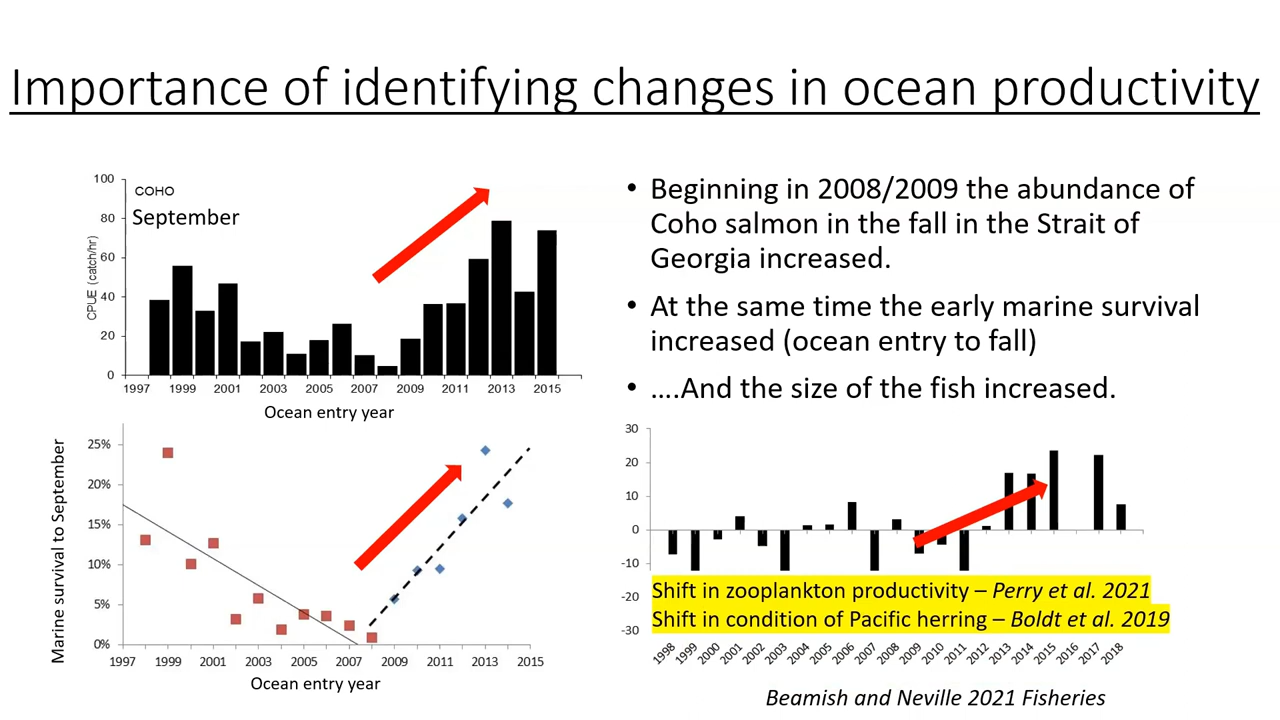 Importance of identifying changes in ocean productivity
COHO
September
CPUE (catch/hr)
100
80
60
40
20
0
1997 1999 2001 2003 2005 2007 2009 2011 2013 2015
Ocean entry year
• Beginning in 2008/2009 the abundance of
Coho salmon in the fall in the Strait of
Georgia increased.
• At the same time the early marine survival
increased (ocean entry to fall)
• ....And the size of the fish increased.
Marine survival to September
25%
20%
15%
10%
5%
0%
1997 1999 2001 2003 2005 2007 2009 2011 2013 2015
Ocean entry year
30
20
10
0
-10
-20
-30
Shift in zooplankton productivity – Perry et al. 2021
Shift in condition of Pacific herring – Boldt et al. 2019
1998 1999 2000 2001 2002 2003 2004 2005 2006 2007 2008 2009 2010 2011 2012 2013 2014 2015 2016 2017 2018
Beamish and Neville 2021 Fisheries